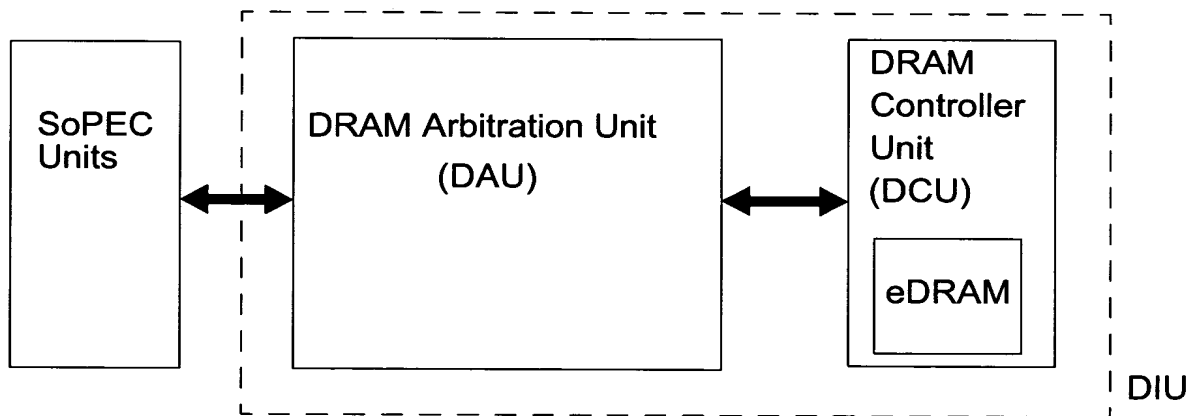 SoPEC
Units
DRAM Arbitration Unit
(DAU)
DRAM
Controller
Unit
(DCU)
eDRAM
DIU